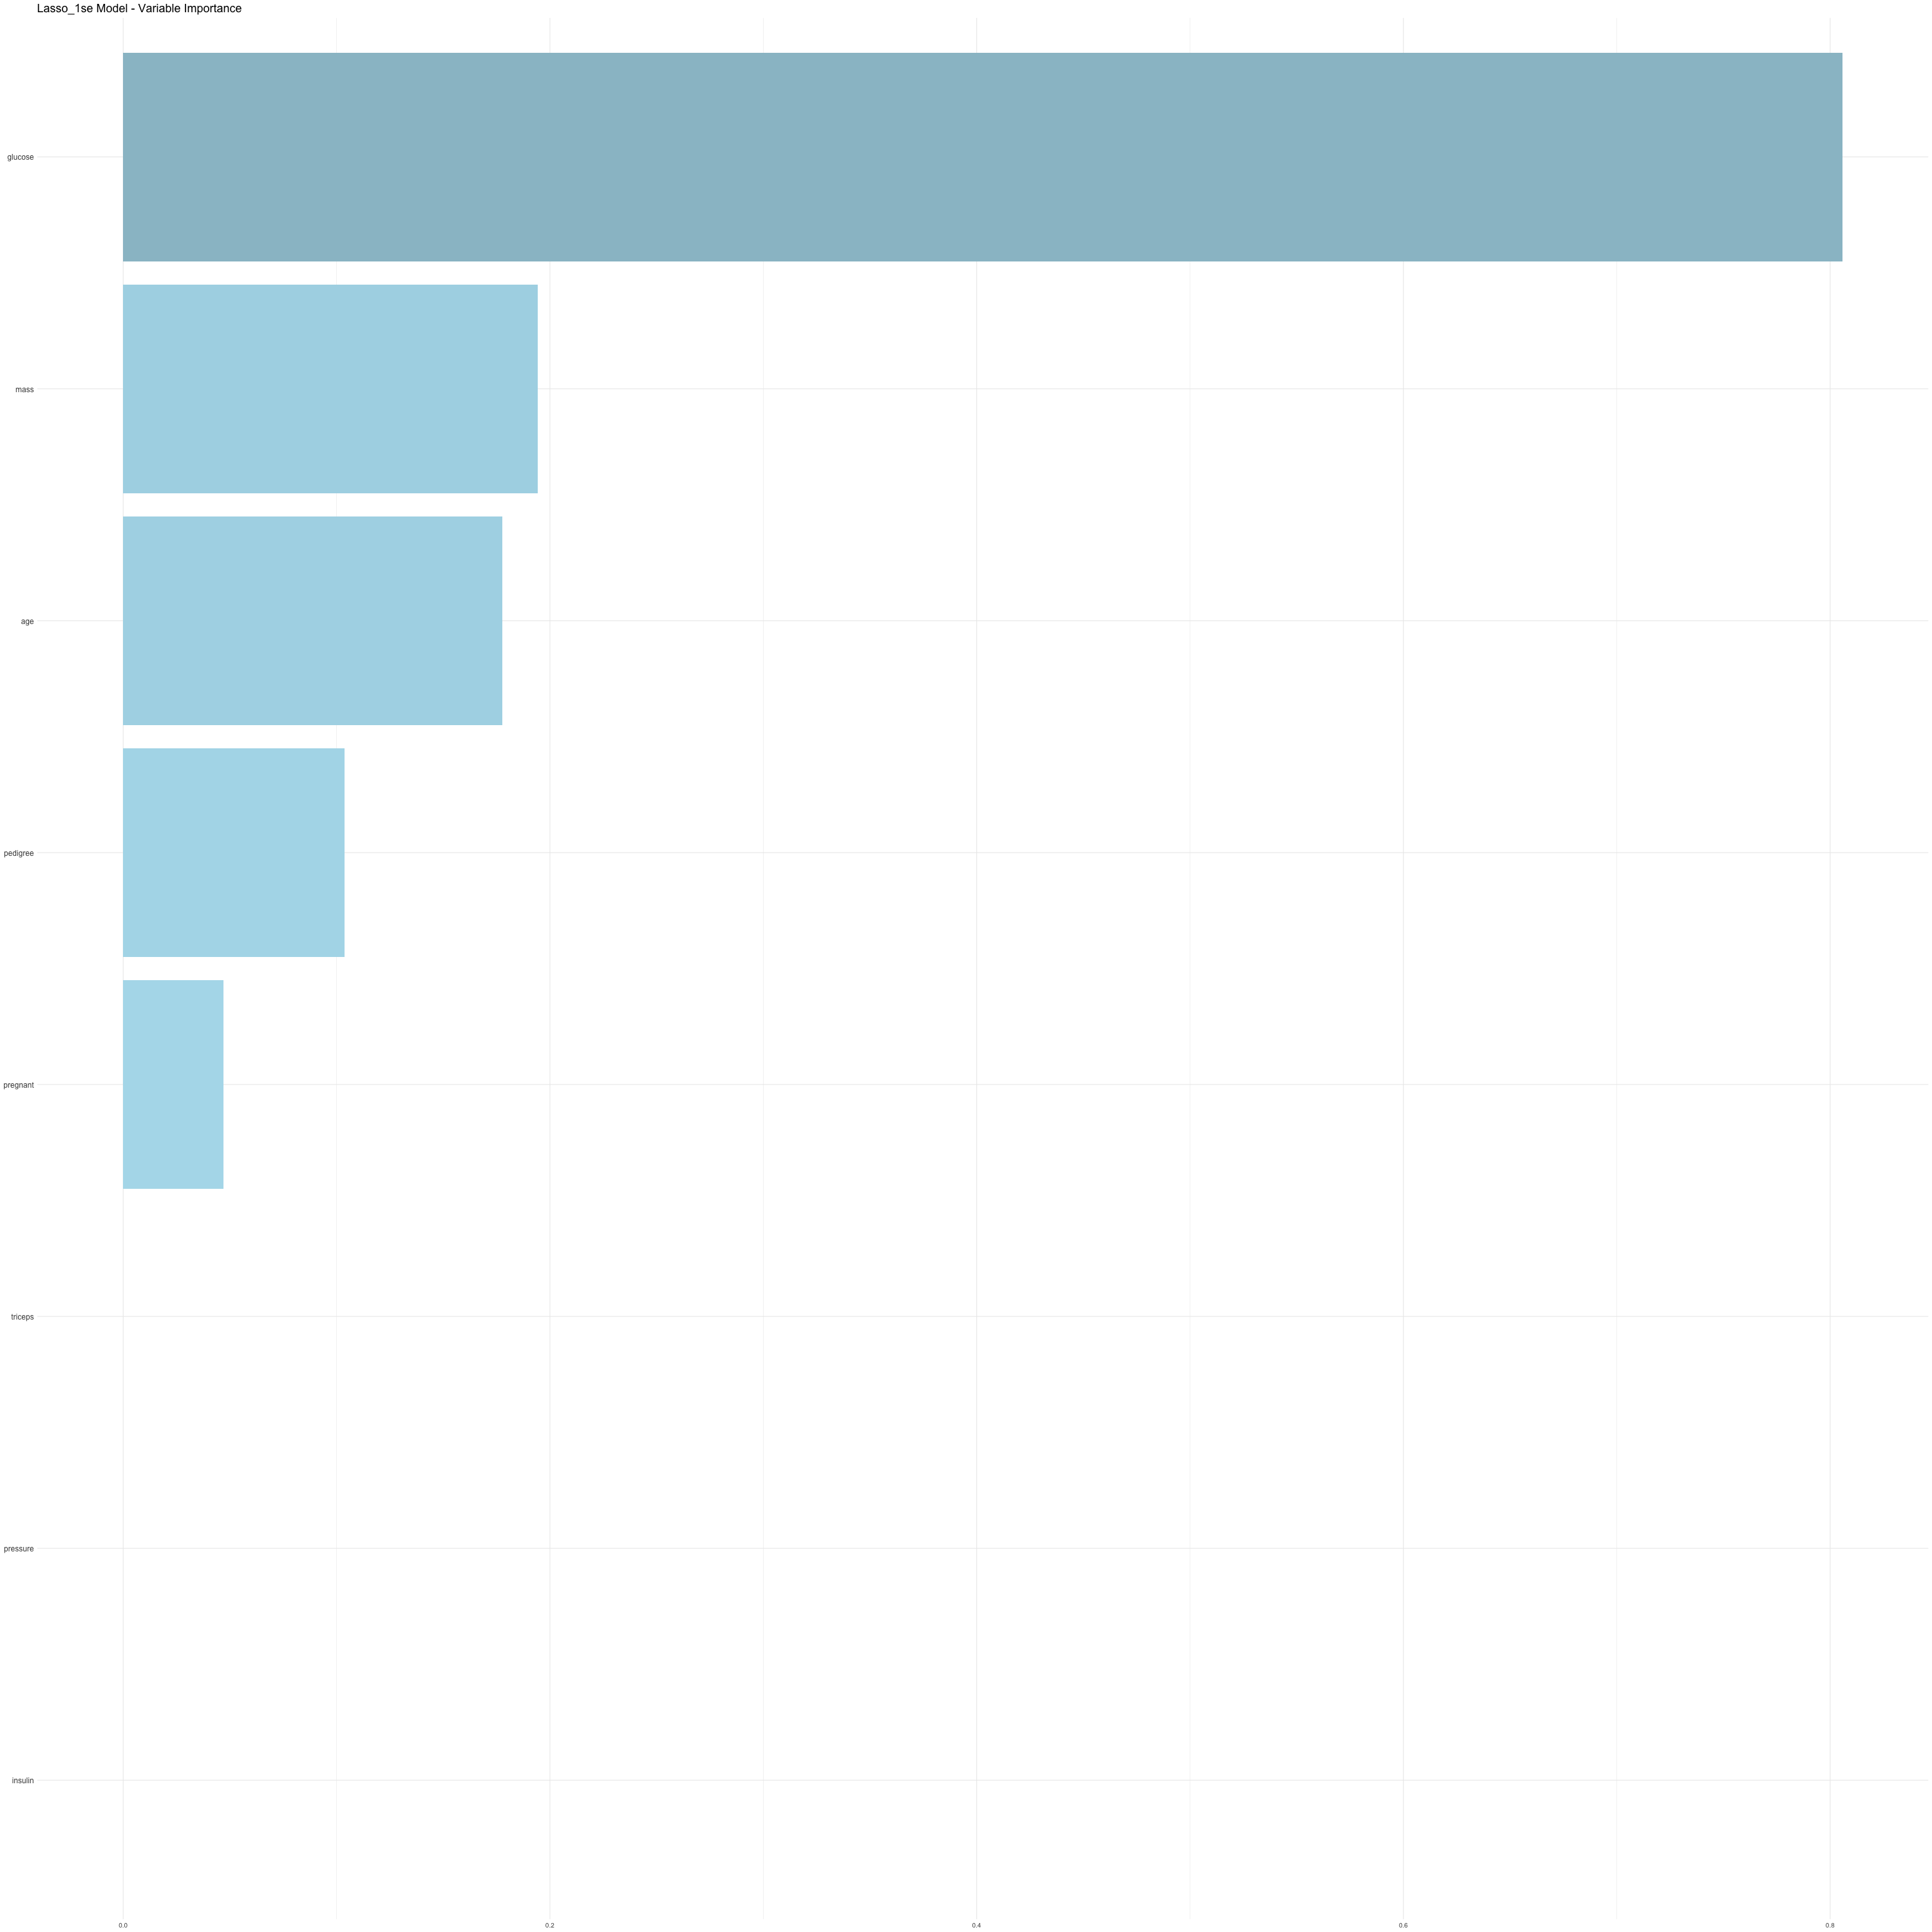 Lasso_1se Model - Variable Importance
glucose
mass
age
pedigree
pregnant
triceps
pressure
insulin
0.0 0.2 0.4 0.6 0.8